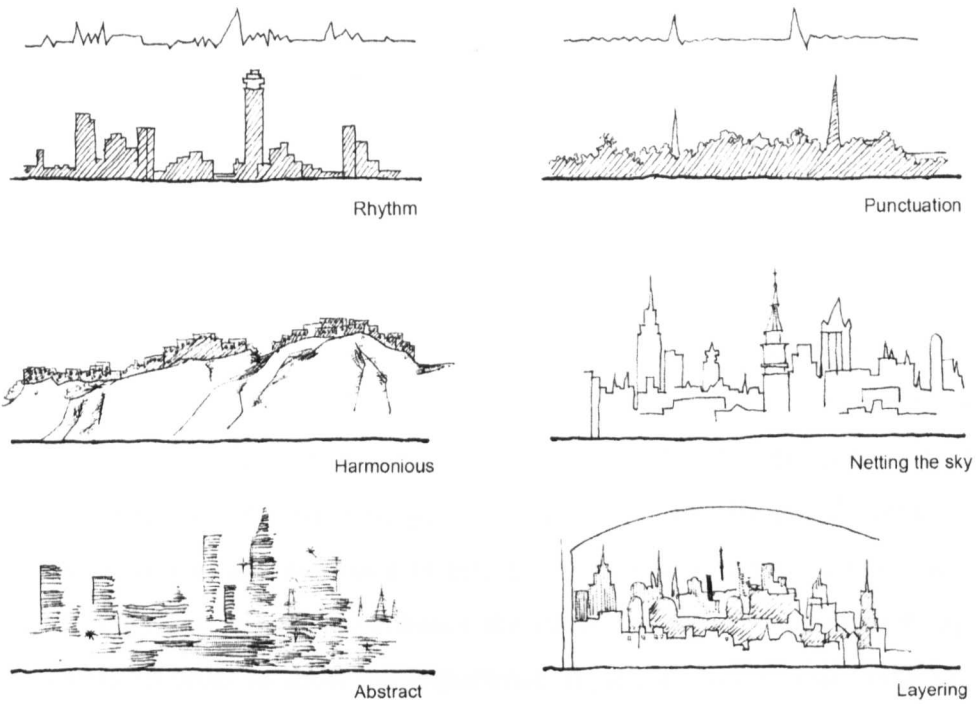 Rhythm
Punctuation
Harmonious
Netting the sky
Abstract
Layering